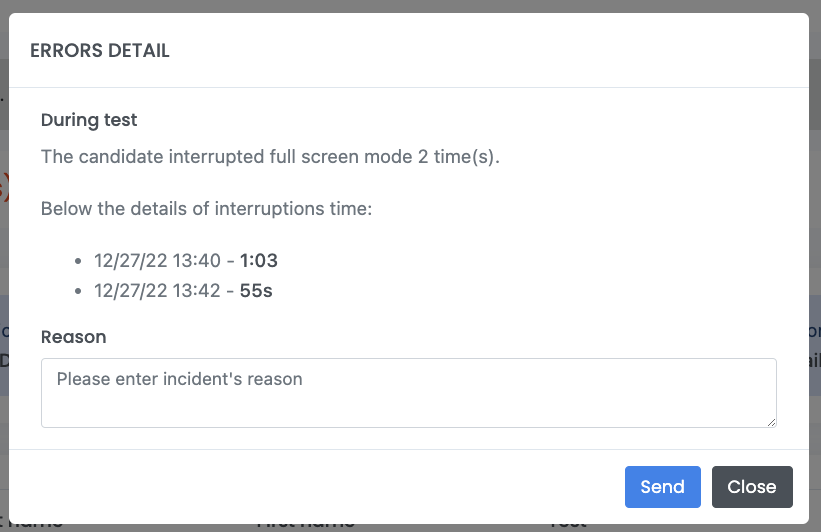 ERRORS DETAIL
During test
The candidate interrupted full screen mode 2 time(s).
Below the details of interruptions time:
• 12/27/22 13:40 - 1:03
• 12/27/22 13:42 - 55s
Reason
Please enter incident's reason
Send Close